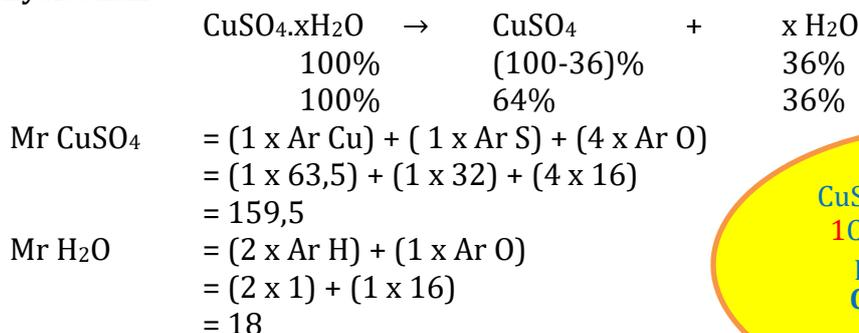 CuSO4.xH2O → CuSO4 + x H2O
100% (100-36)% 36%
100% 64% 36%
Mr CuSO4 = (1 x Ar Cu) + ( 1 x Ar S) + (4 x Ar O)
= (1 x 63,5) + (1 x 32) + (4 x 16)
= 159,5
Mr H2O = (2 x Ar H) + (1 x Ar O)
= (2 x 1) + (1 x 16)
= 18
CuS
1